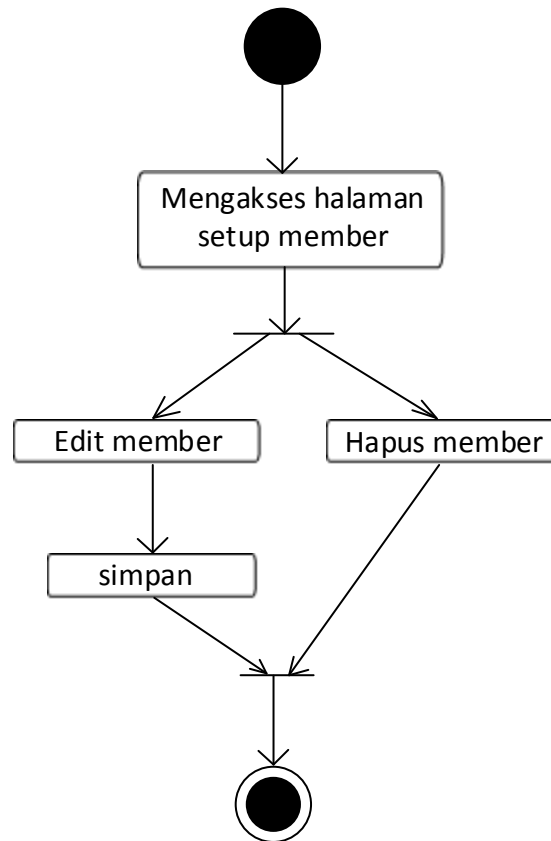 Mengakses halaman
setup member
Edit member
Hapus member
simpan